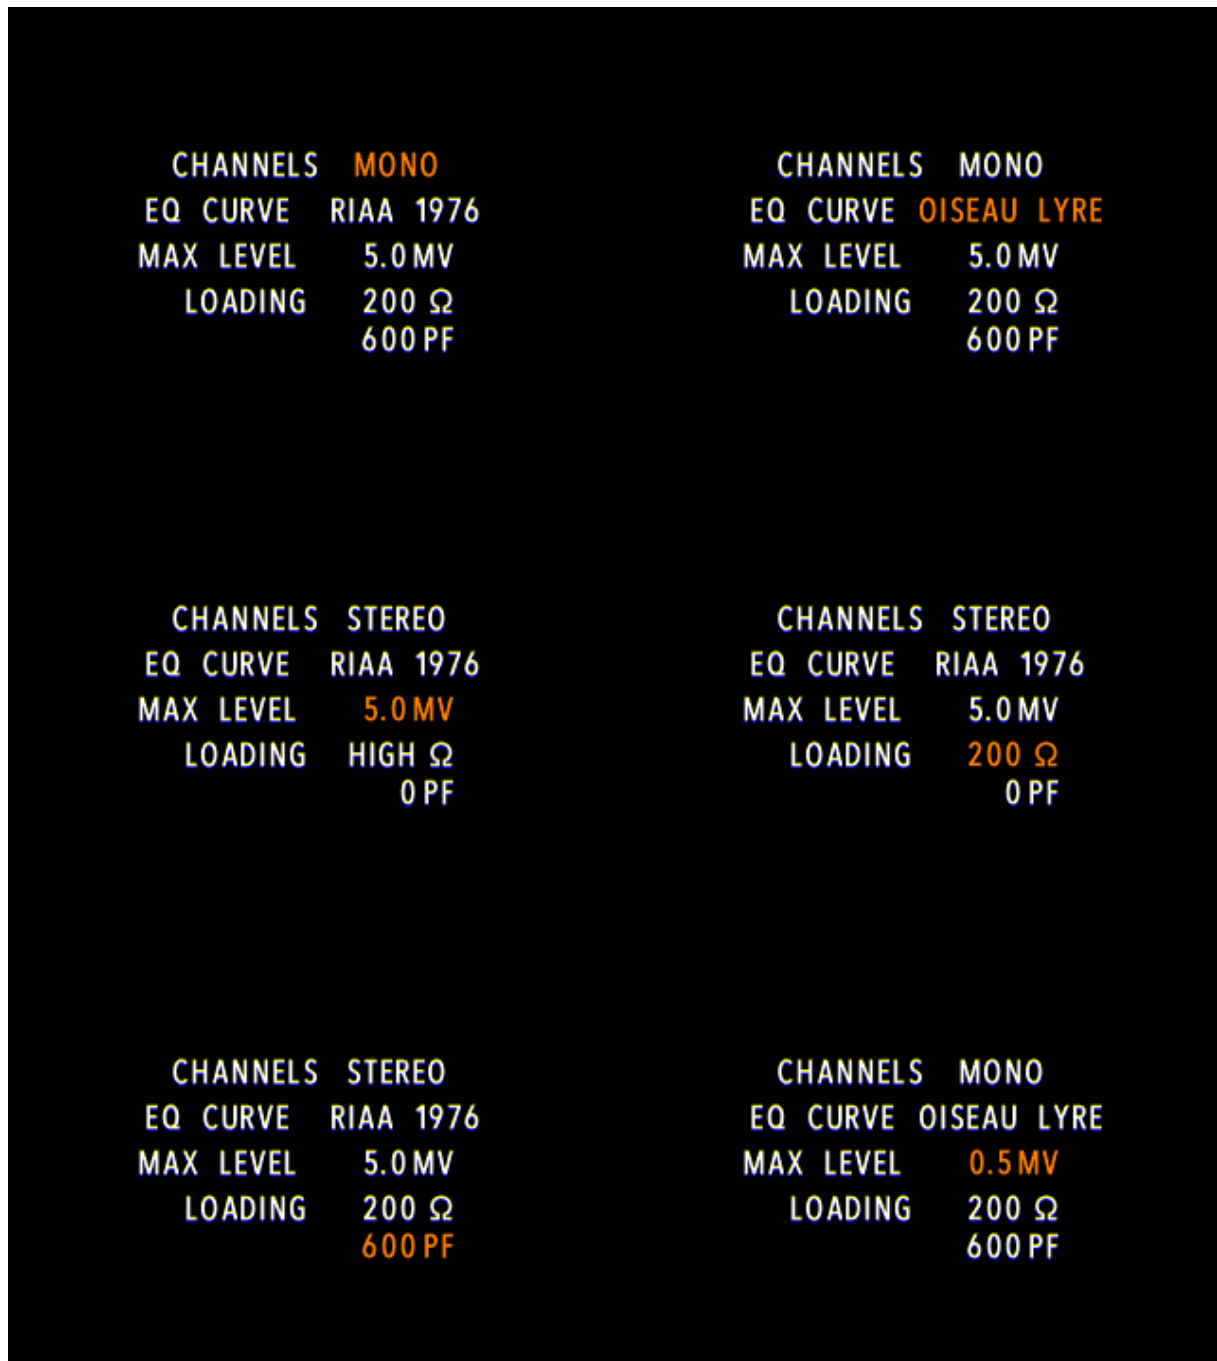 CHANNELS MONO
EQ CURVE RIAA 1976
MAX LEVEL 5.0 MV
LOADING 200 Ω
600 PF
CHANNELS MONO
EQ CURVE OISEAU LYRE
MAX LEVEL 5.0 MV
LOADING 200 Ω
600 PF
CHANNELS STEREO
EQ CURVE RIAA 1976
MAX LEVEL 5.0 MV
LOADING HIGH Ω
0 PF
CHANNELS STEREO
EQ CURVE RIAA 1976
MAX LEVEL 5.0 MV
LOADING 200 Ω
0 PF
CHANNELS STEREO
EQ CURVE RIAA 1976
MAX LEVEL 5.0 MV
LOADING 200 Ω
600 PF
CHANNELS MONO
EQ CURVE OISEAU LYRE
MAX LEVEL 0.5 MV
LOADING 200 Ω
600 PF